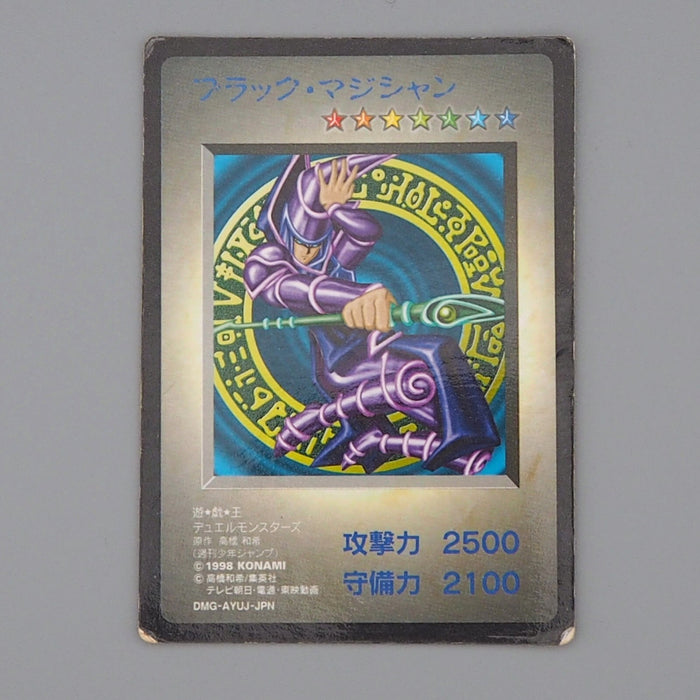 ブラック・マジシャン
遊★戯★王
デュエルモンスターズ
原作 高橋 和希
(週刊少年ジャンプ)
©1998 KONAMI
©高橋和希/集英社
テレビ朝日・電通・東映動画
DMG-AYUJ-JPN
攻撃力 2500
守備力 2100